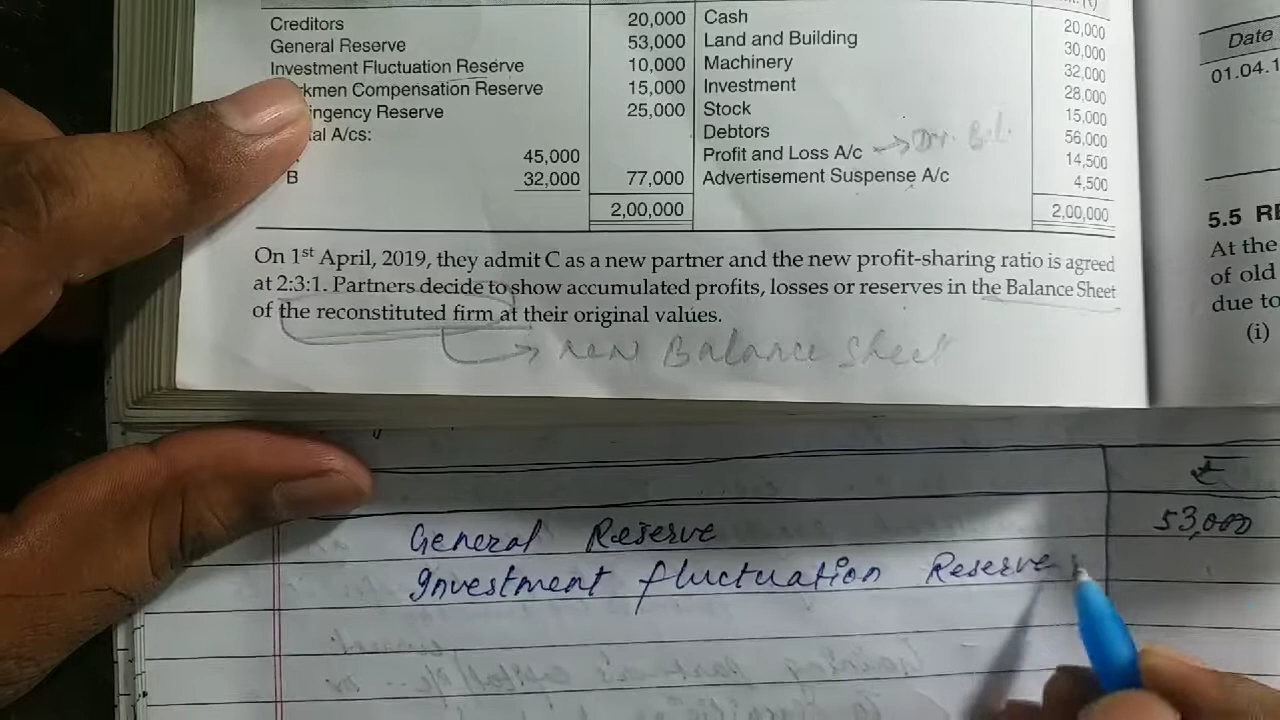 Creditors 20,000 Cash 20,000
General Reserve 53,000 Land and Building 30,000
Investment Fluctuation Reserve 10,000 Machinery 32,000
kmen Compensation Reserve 15,000 Investment 28,000
ingency Reserve 25,000 Stock 15,000
tal A/cs: Debtors 56,000
45,000 Profit and Loss A/c → Dr. Bal. 14,500
B 32,000 77,000 Advertisement Suspense A/c 4,500
2,00,000 2,00,000
On 1st April, 2019, they admit C as a new partner and the new profit-sharing ratio is agreed
at 2:3:1. Partners decide to show accumulated profits, losses or reserves in the Balance Sheet
of the reconstituted firm at their original values.
→ new Balance Sheet
Date
01.04.1
5.5 RE
At the
of old
due to
(i)
₹
General Reserve 53,000
Investment fluctuation Reserve